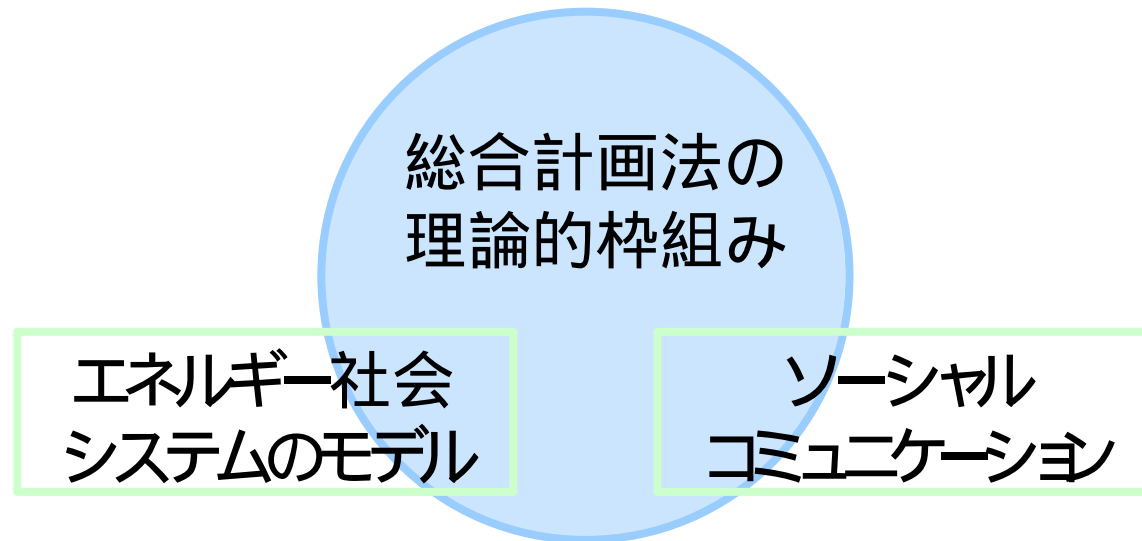 総合計画法の
理論的枠組み
エネルギー社会
システムのモデル
ソーシャル
コミュニケーション